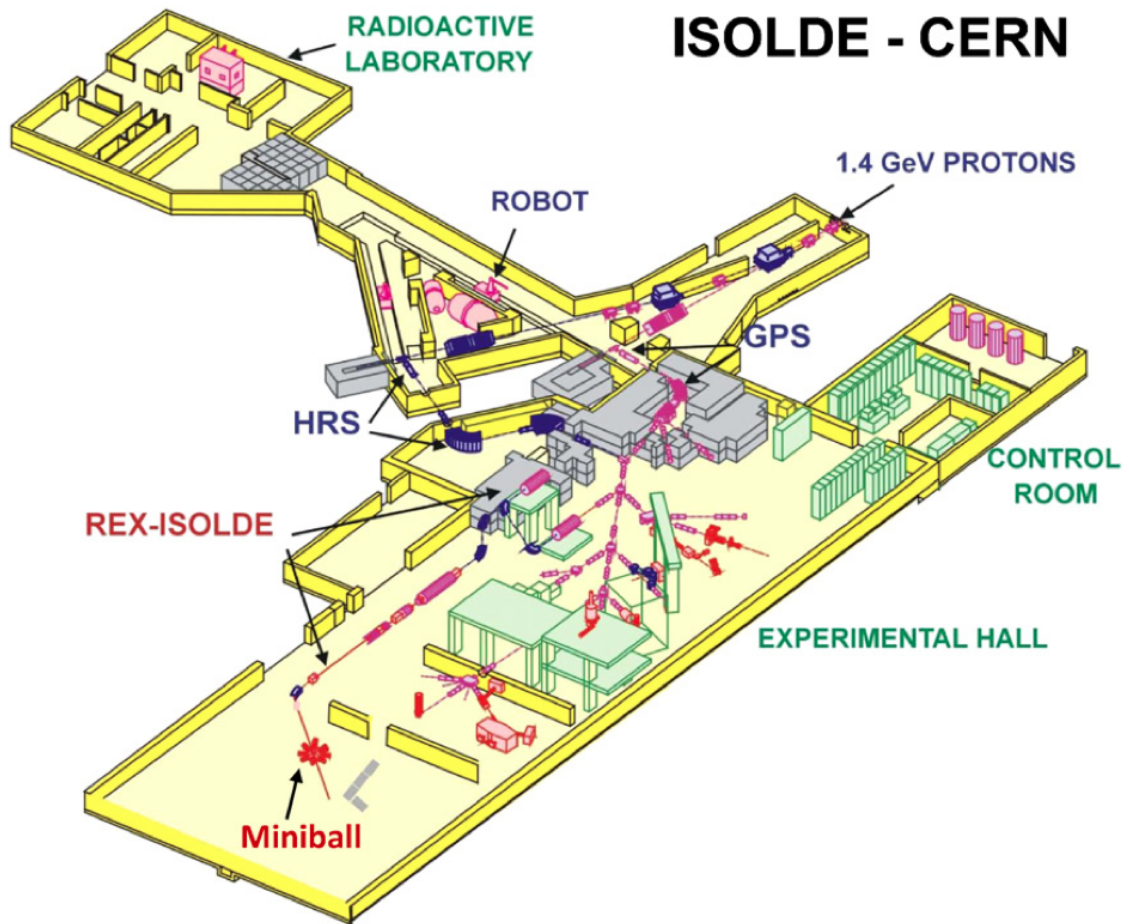 ISOLDE - CERN
RADIOACTIVE
LABORATORY
1.4 GeV PROTONS
ROBOT
GPS
HRS
CONTROL
ROOM
REX-ISOLDE
EXPERIMENTAL HALL
Miniball